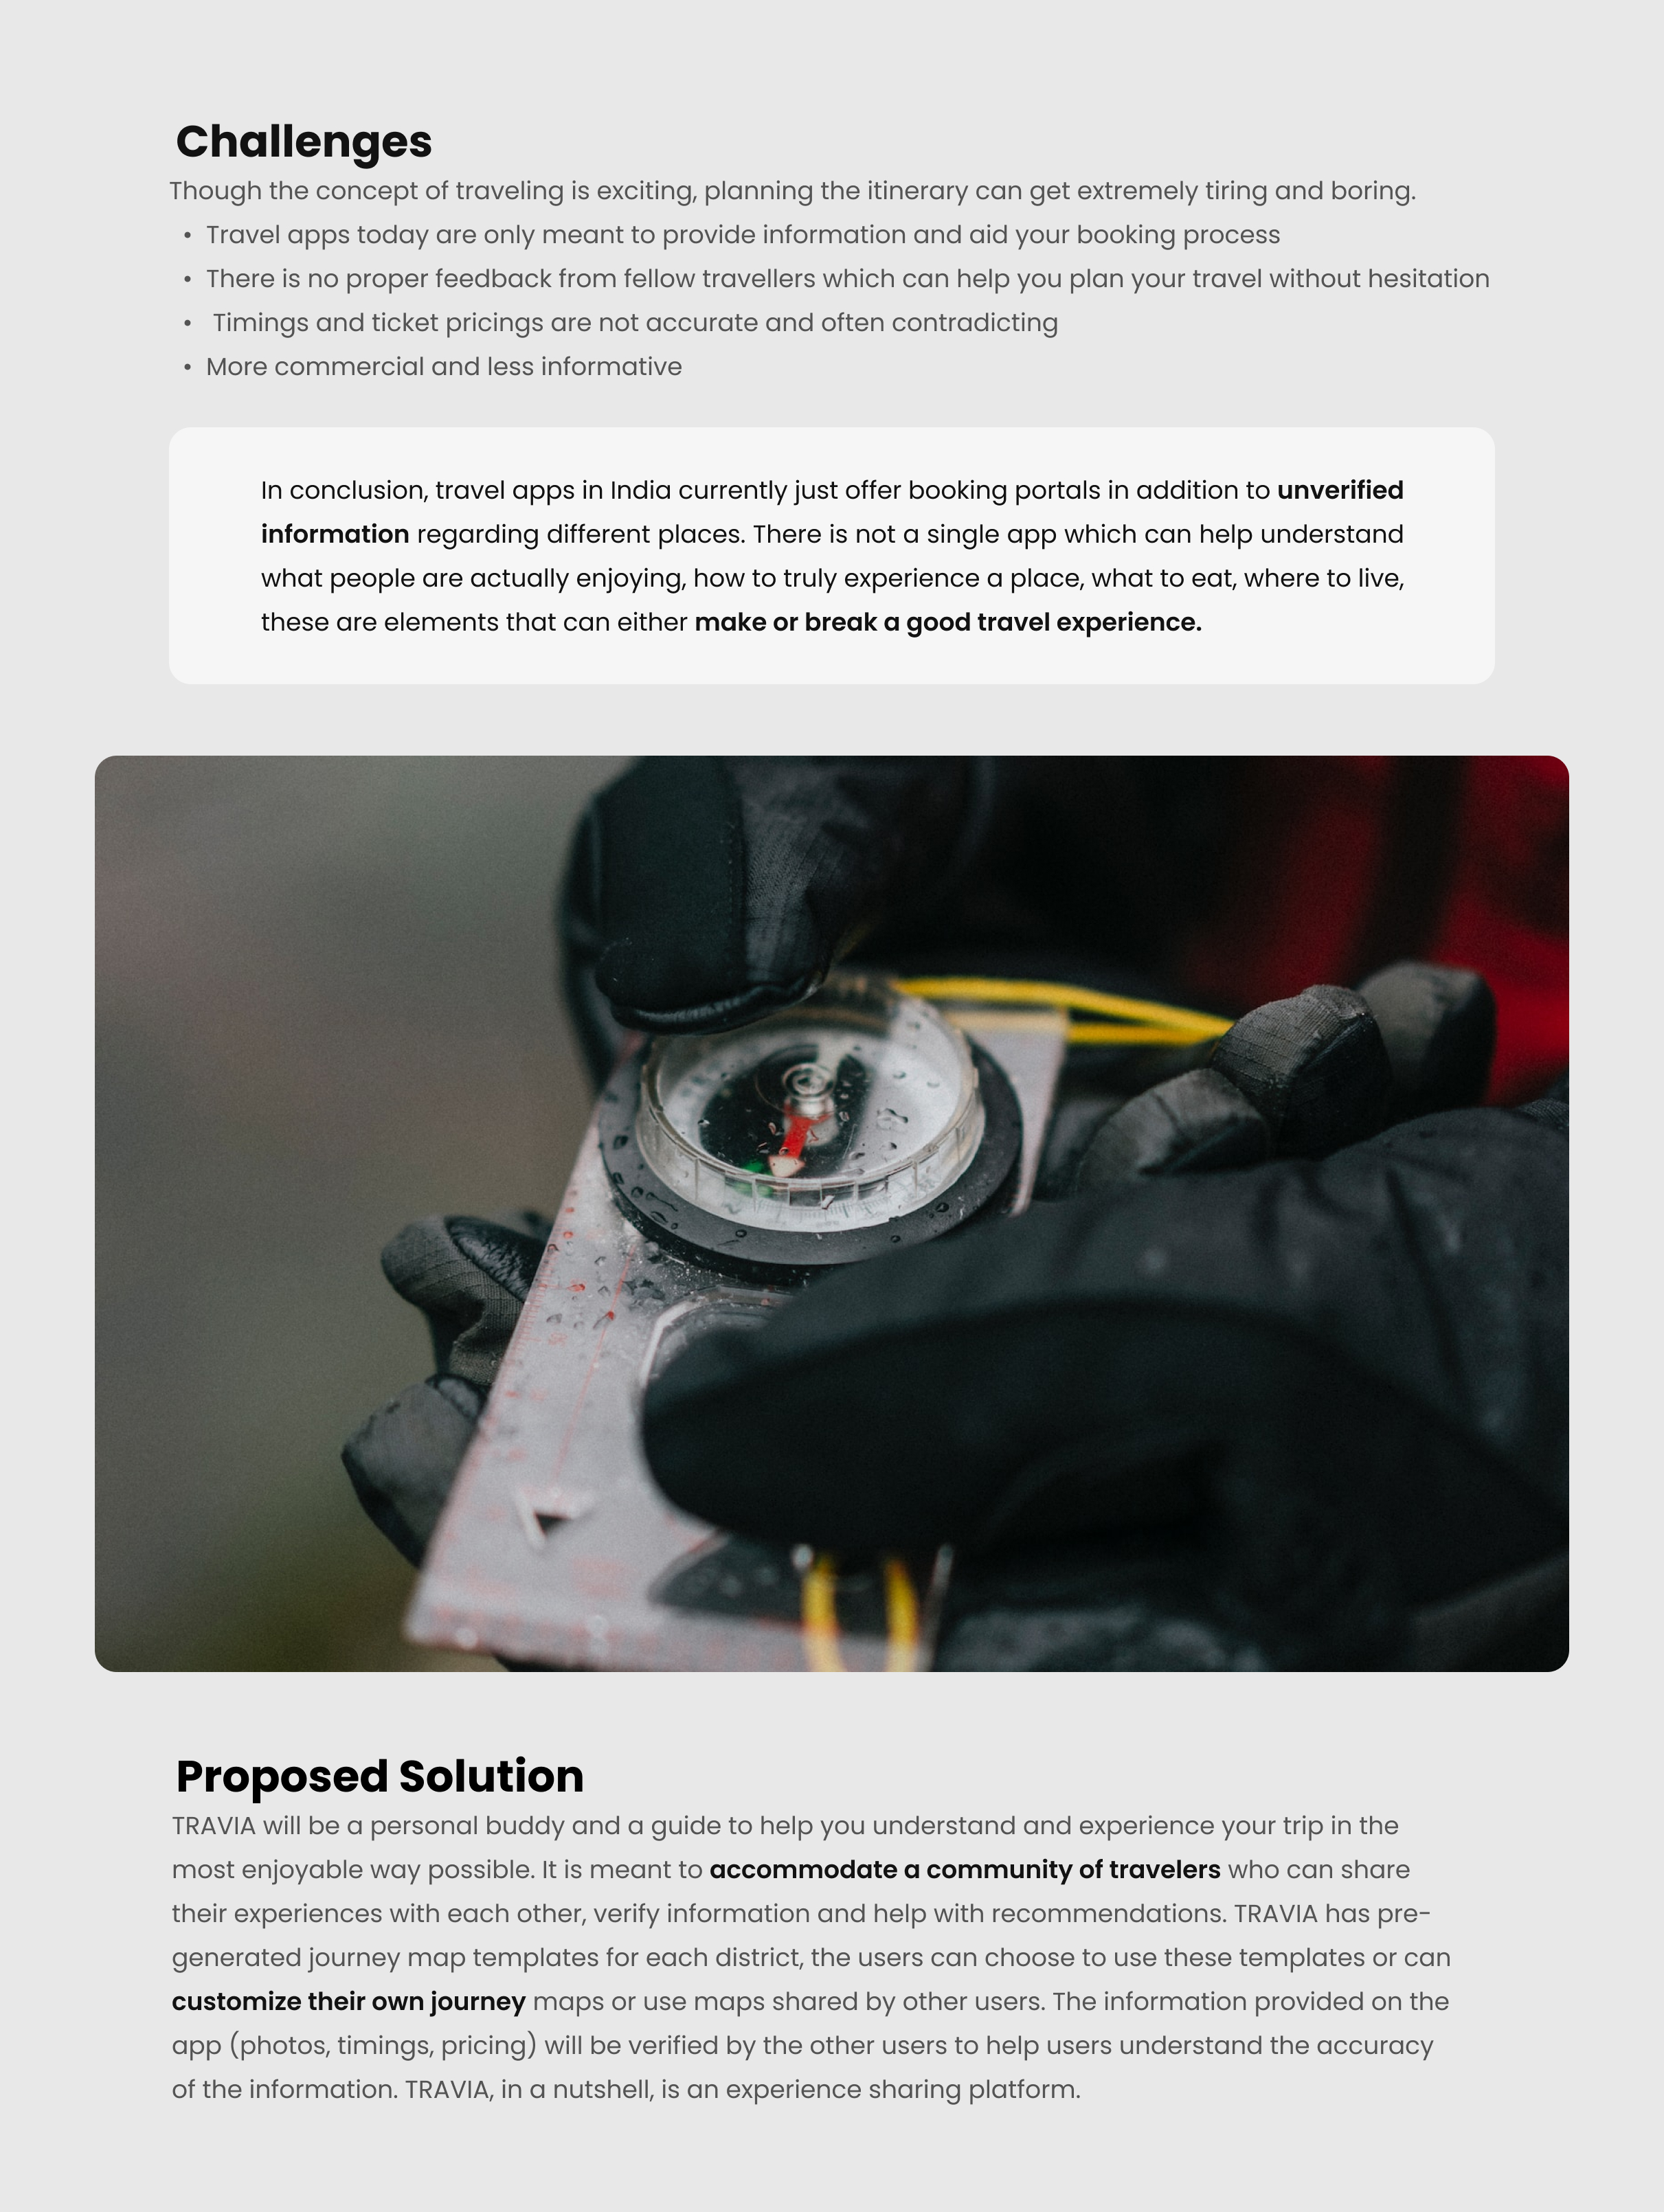 Challenges
Though the concept of traveling is exciting, planning the itinerary can get extremely tiring and boring.
• Travel apps today are only meant to provide information and aid your booking process
• There is no proper feedback from fellow travellers which can help you plan your travel without hesitation
• Timings and ticket pricings are not accurate and often contradicting
• More commercial and less informative
In conclusion, travel apps in India currently just offer booking portals in addition to unverified
information regarding different places. There is not a single app which can help understand
what people are actually enjoying, how to truly experience a place, what to eat, where to live,
these are elements that can either make or break a good travel experience.
Proposed Solution
TRAVIA will be a personal buddy and a guide to help you understand and experience your trip in the
most enjoyable way possible. It is meant to accommodate a community of travelers who can share
their experiences with each other, verify information and help with recommendations. TRAVIA has pre-
generated journey map templates for each district, the users can choose to use these templates or can
customize their own journey maps or use maps shared by other users. The information provided on the
app (photos, timings, pricing) will be verified by the other users to help users understand the accuracy
of the information. TRAVIA, in a nutshell, is an experience sharing platform.